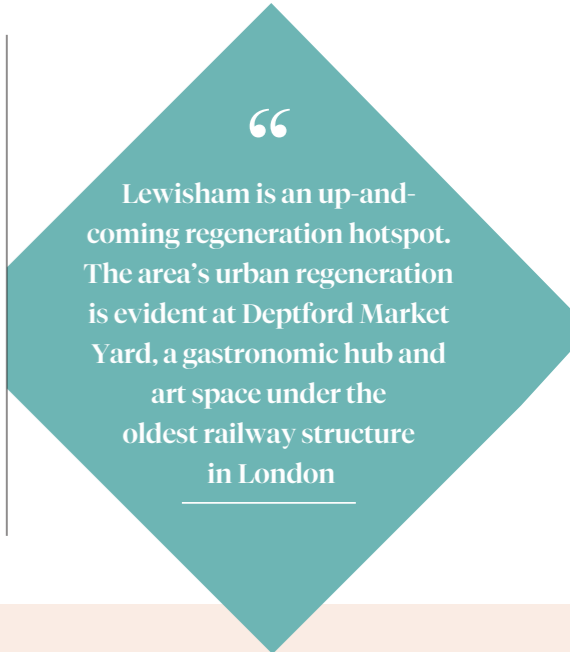 “
Lewisham is an up-and-
coming regeneration hotspot.
The area’s urban regeneration
is evident at Deptford Market
Yard, a gastronomic hub and
art space under the
oldest railway structure
in London